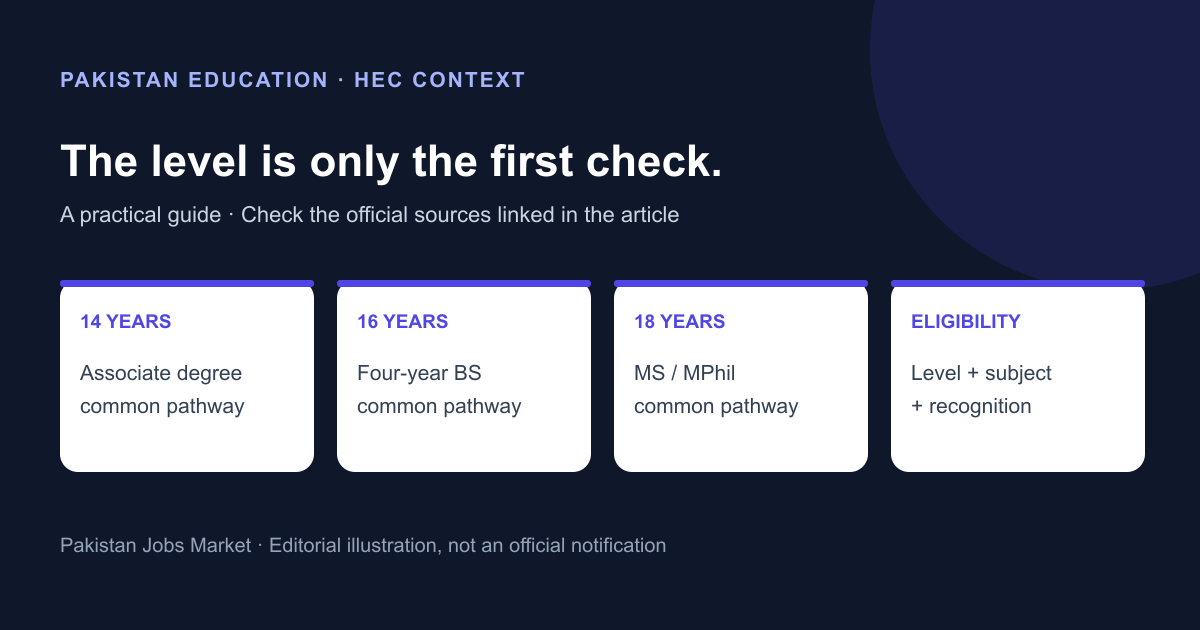 PAKISTAN EDUCATION · HEC CONTEXT
The level is only the first check.
A practical guide · Check the official sources linked in the article
14 YEARS
Associate degree
common pathway
16 YEARS
Four-year BS
common pathway
18 YEARS
MS / MPhil
common pathway
ELIGIBILITY
Level + subject
+ recognition
Pakistan Jobs Market · Editorial illustration, not an official notification